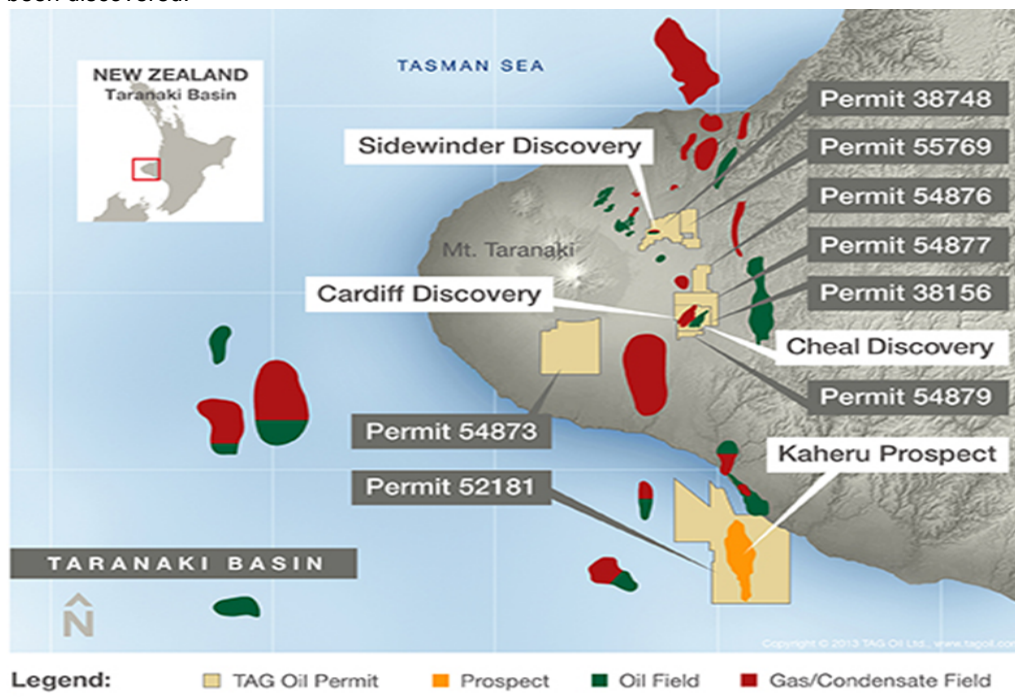 been discovered.
TASMAN SEA
NEW ZEALAND
Taranaki Basin
Permit 38748
Sidewinder Discovery
Permit 55769
Permit 54876
Mt. Taranaki
Permit 54877
Cardiff Discovery
Permit 38156
Cheal Discovery
Permit 54879
Permit 54873
Kaheru Prospect
Permit 52181
TARANAKI BASIN
N
Copyright © 2013 TAG Oil Ltd., www.tagoil.com
Legend:
TAG Oil Permit
Prospect
Oil Field
Gas/Condensate Field